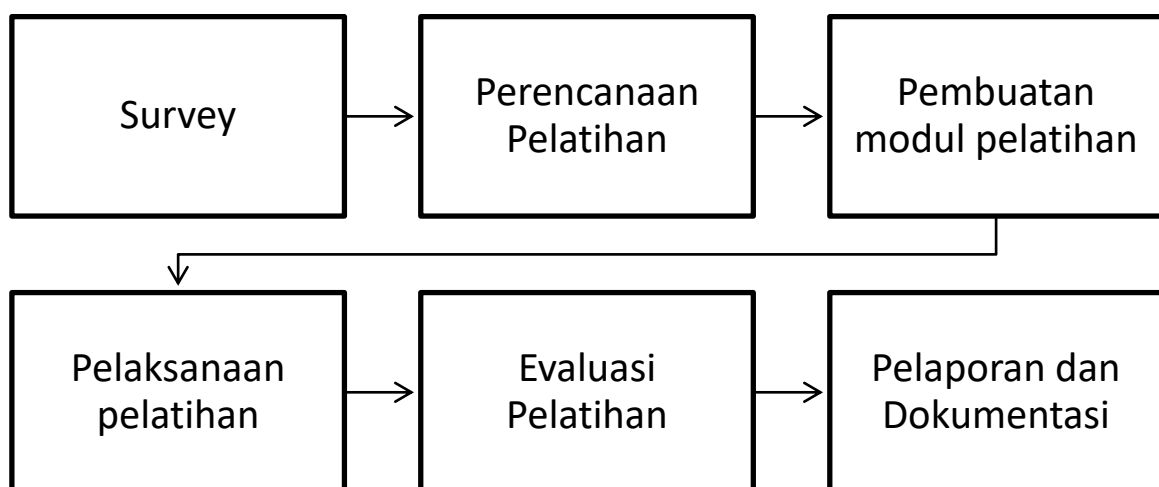 Survey
Perencanaan
Pelatihan
Pembuatan
modul pelatihan
Pelaksanaan
pelatihan
Evaluasi
Pelatihan
Pelaporan dan
Dokumentasi